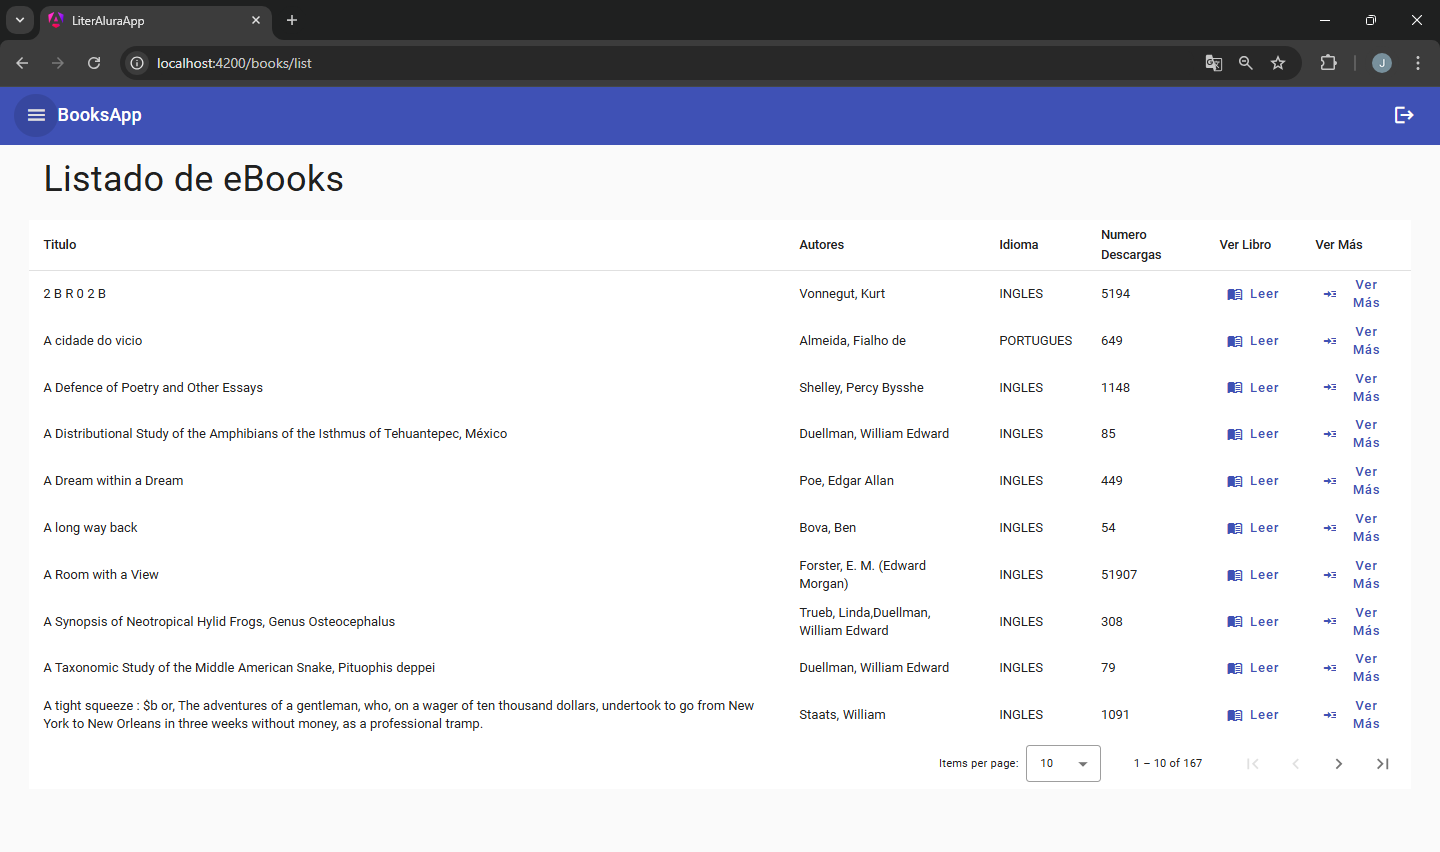 LiterAluraApp
localhost:4200/books/list
J
BooksApp
Listado de eBooks
Titulo Autores Idioma Numero Descargas Ver Libro Ver Más
2 B R 0 2 B Vonnegut, Kurt INGLES 5194 Leer Ver Más
A cidade do vicio Almeida, Fialho de PORTUGUES 649 Leer Ver Más
A Defence of Poetry and Other Essays Shelley, Percy Bysshe INGLES 1148 Leer Ver Más
A Distributional Study of the Amphibians of the Isthmus of Tehuantepec, México Duellman, William Edward INGLES 85 Leer Ver Más
A Dream within a Dream Poe, Edgar Allan INGLES 449 Leer Ver Más
A long way back Bova, Ben INGLES 54 Leer Ver Más
A Room with a View Forster, E. M. (Edward Morgan) INGLES 51907 Leer Ver Más
A Synopsis of Neotropical Hylid Frogs, Genus Osteocephalus Trueb, Linda,Duellman, William Edward INGLES 308 Leer Ver Más
A Taxonomic Study of the Middle American Snake, Pituophis deppei Duellman, William Edward INGLES 79 Leer Ver Más
A tight squeeze : $b or, The adventures of a gentleman, who, on a wager of ten thousand dollars, undertook to go from New
York to New Orleans in three weeks without money, as a professional tramp. Staats, William INGLES 1091 Leer Ver Más
Items per page: 10 1 – 10 of 167